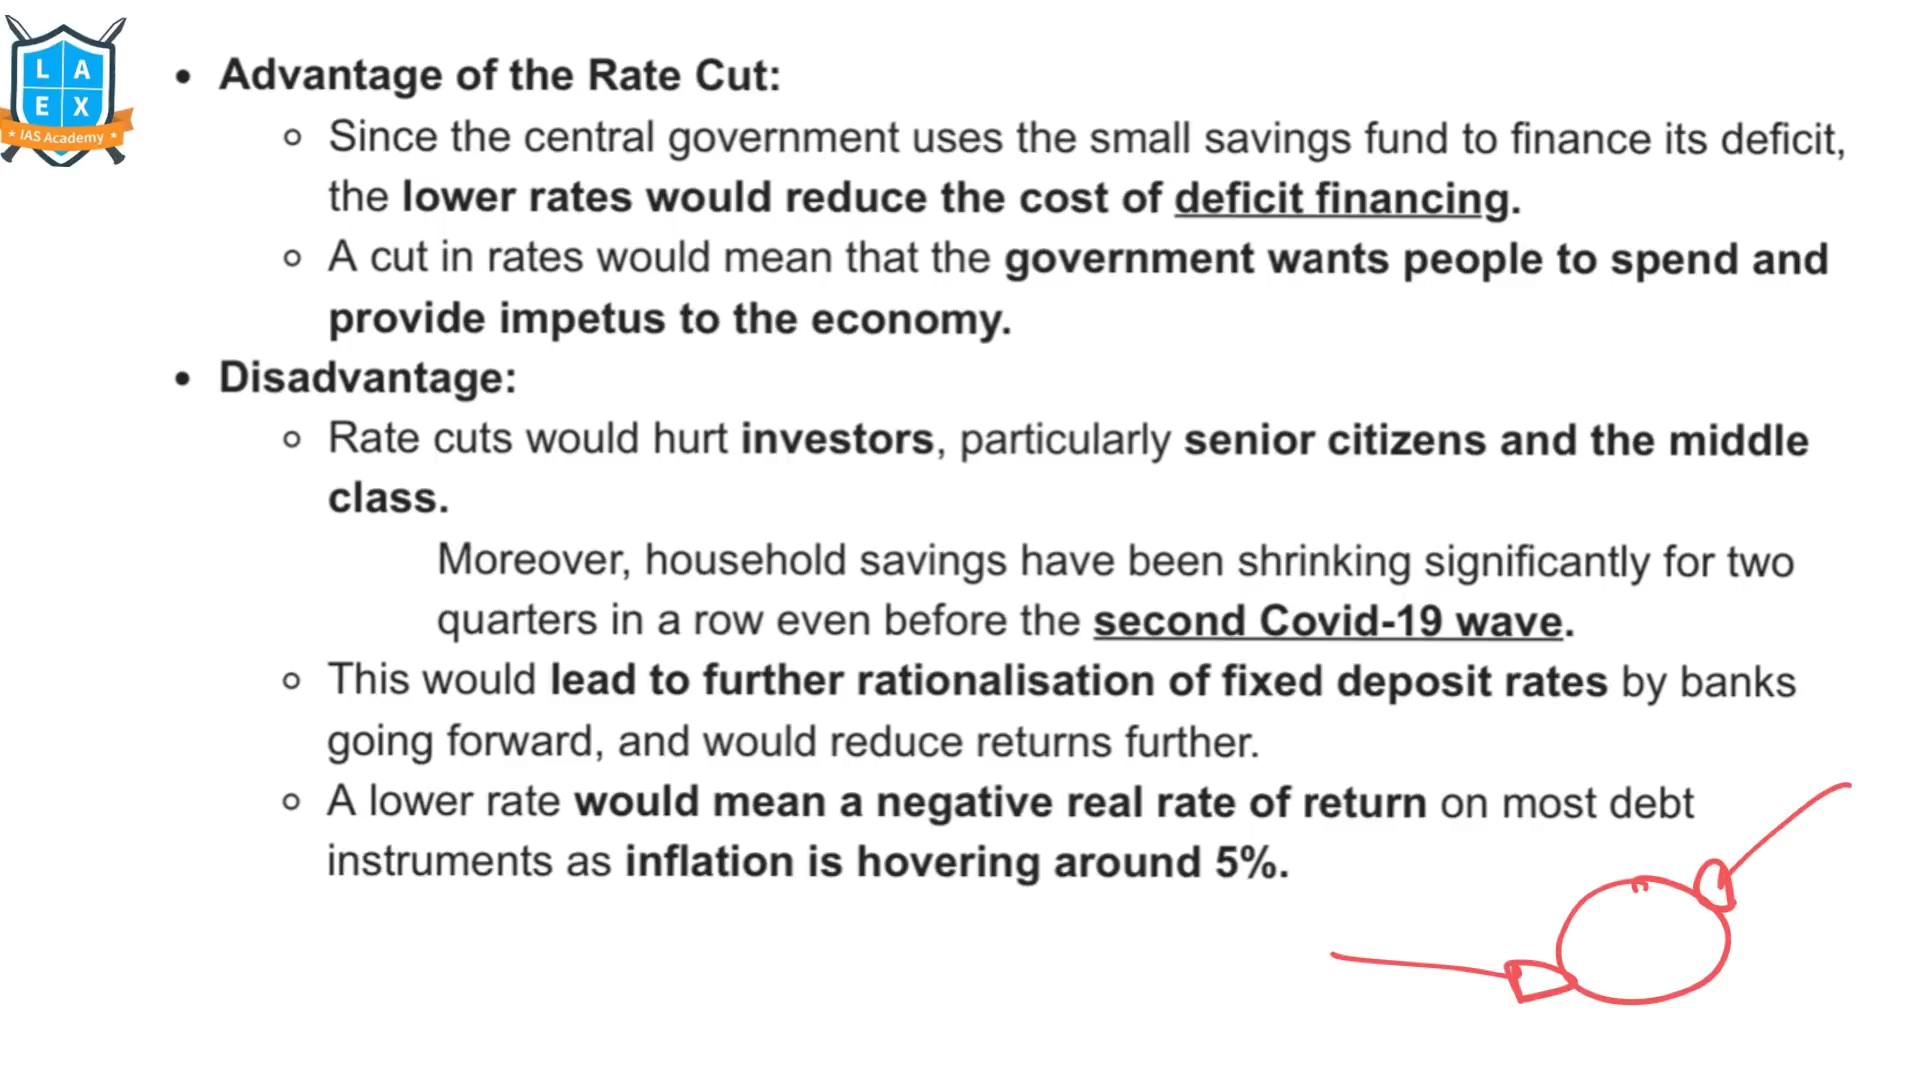 L A
E X
★ IAS Academy ★
• Advantage of the Rate Cut:
○ Since the central government uses the small savings fund to finance its deficit,
the lower rates would reduce the cost of deficit financing.
○ A cut in rates would mean that the government wants people to spend and
provide impetus to the economy.
• Disadvantage:
○ Rate cuts would hurt investors, particularly senior citizens and the middle
class.
Moreover, household savings have been shrinking significantly for two
quarters in a row even before the second Covid-19 wave.
○ This would lead to further rationalisation of fixed deposit rates by banks
going forward, and would reduce returns further.
○ A lower rate would mean a negative real rate of return on most debt
instruments as inflation is hovering around 5%.